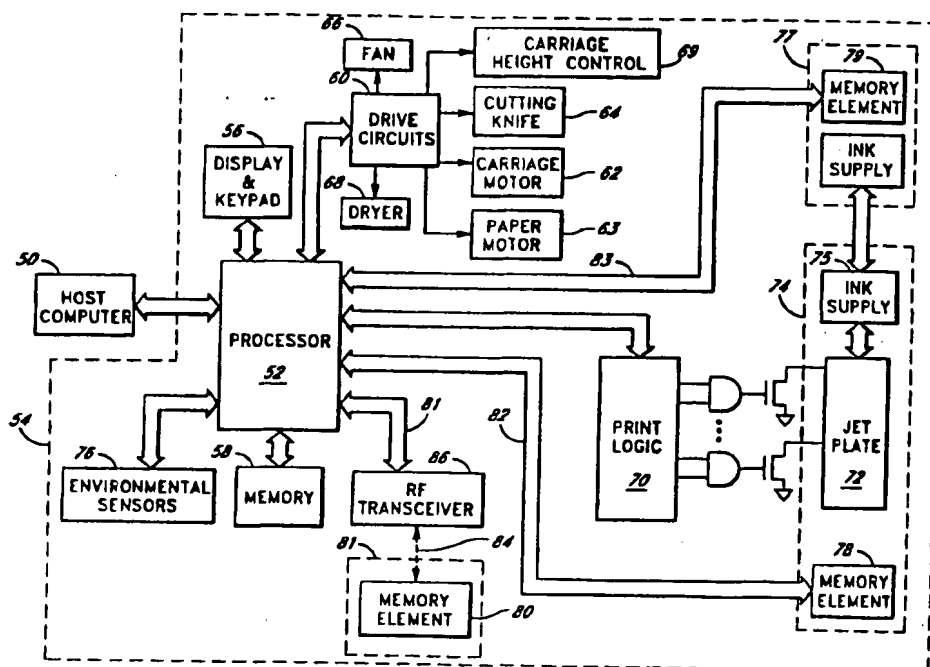 66
FAN
60
DRIVE
CIRCUITS
CARRIAGE
HEIGHT CONTROL
69
CUTTING
KNIFE
64
CARRIAGE
MOTOR
62
PAPER
MOTOR
63
68
DRYER
56
DISPLAY
&
KEYPAD
77
79
MEMORY
ELEMENT
INK
SUPPLY
83
50
HOST
COMPUTER
PROCESSOR
52
75
74
INK
SUPPLY
54
76
ENVIRONMENTAL
SENSORS
58
MEMORY
81
86
RF
TRANSCEIVER
82
PRINT
LOGIC
70
JET
PLATE
72
84
81
MEMORY
ELEMENT
80
78
MEMORY
ELEMENT